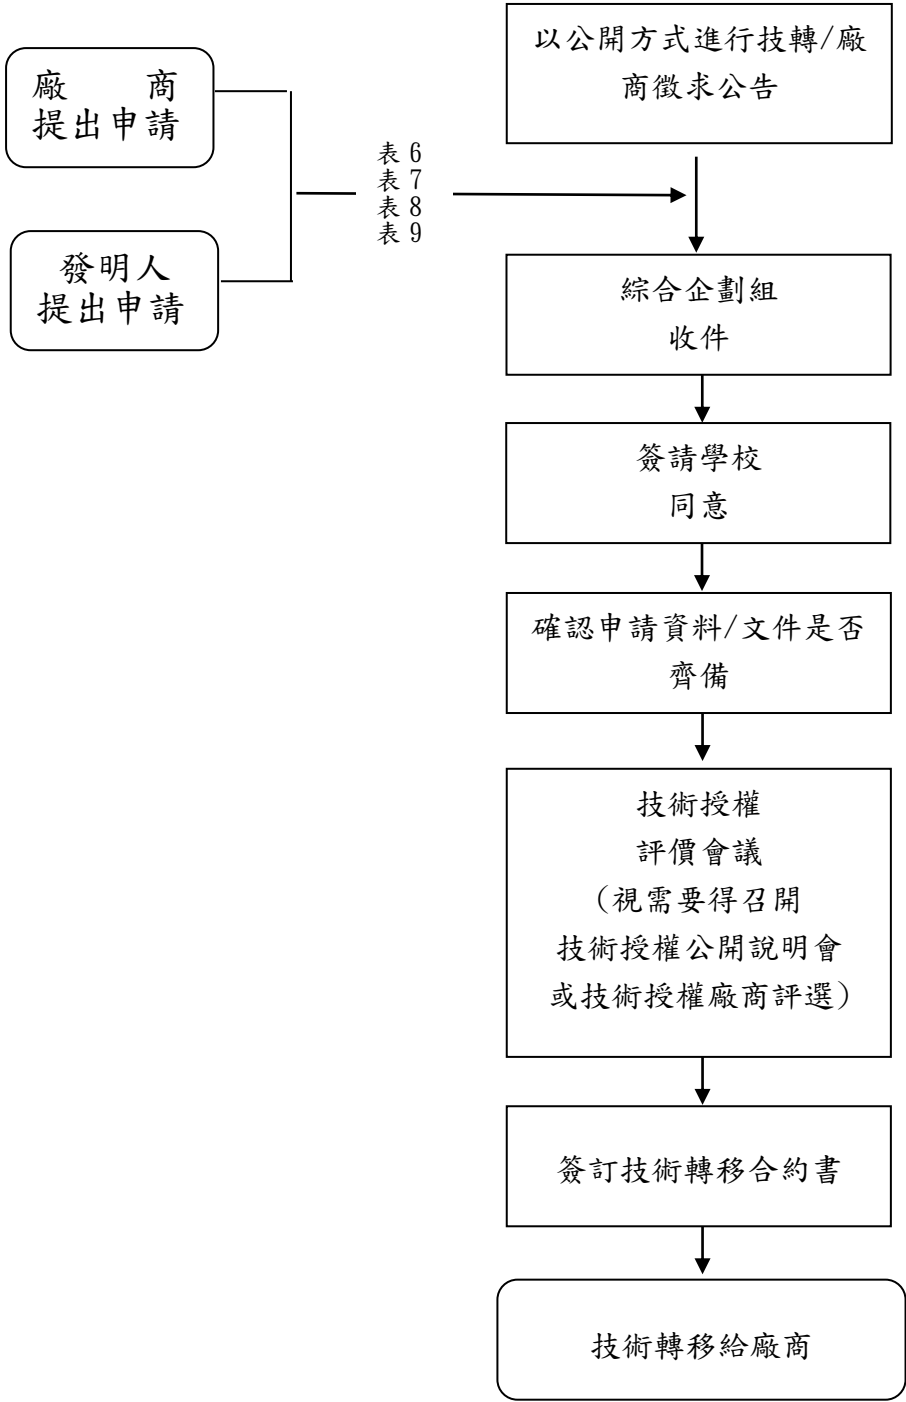 以公開方式進行技轉/廠
商徵求公告
廠 商
提出申請
表 6
表 7
表 8
表 9
發明人
提出申請
綜合企劃組
收件
簽請學校
同意
確認申請資料/文件是否
齊備
技術授權
評價會議
(視需要得召開
技術授權公開說明會
或技術授權廠商評選)
簽訂技術轉移合約書
技術轉移給廠商